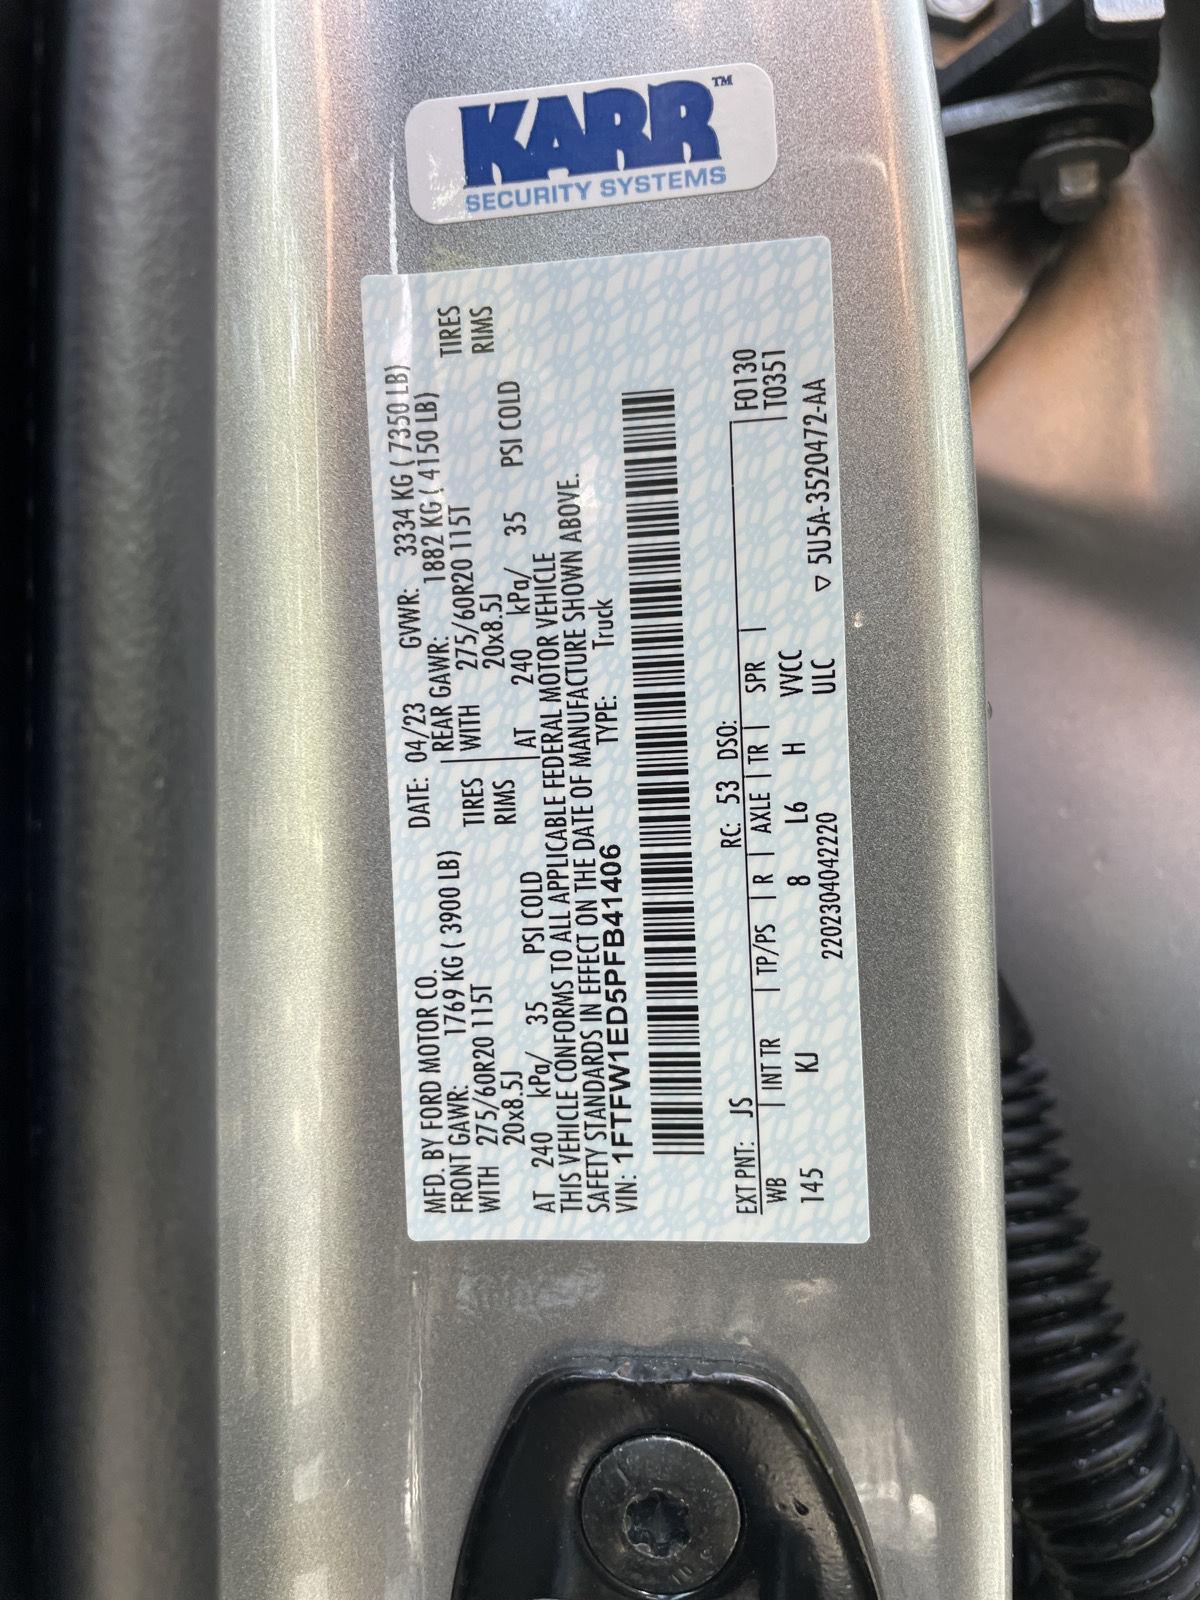 KARR™
SECURITY SYSTEMS
MFD. BY FORD MOTOR CO.
DATE: 04/23 GVWR: 3334 KG ( 7350 LB)
FRONT GAWR: 1769 KG ( 3900 LB)
REAR GAWR: 1882 KG ( 4150 LB)
WITH 275/60R20 115T TIRES
WITH 275/60R20 115T TIRES
20x8.5J RIMS
20x8.5J RIMS
AT 240 kPa/ 35 PSI COLD
AT 240 kPa/ 35 PSI COLD
THIS VEHICLE CONFORMS TO ALL APPLICABLE FEDERAL MOTOR VEHICLE
SAFETY STANDARDS IN EFFECT ON THE DATE OF MANUFACTURE SHOWN ABOVE.
VIN: 1FTFW1ED5PFB41406 TYPE: Truck
EXT PNT: JS RC: 53 DSO: F0130
WB INT TR TP/PS R AXLE TR SPR T0351
145 KJ 8 L6 H VVCC
2202304042220 ULC ▽ 5U5A-3520472-AA